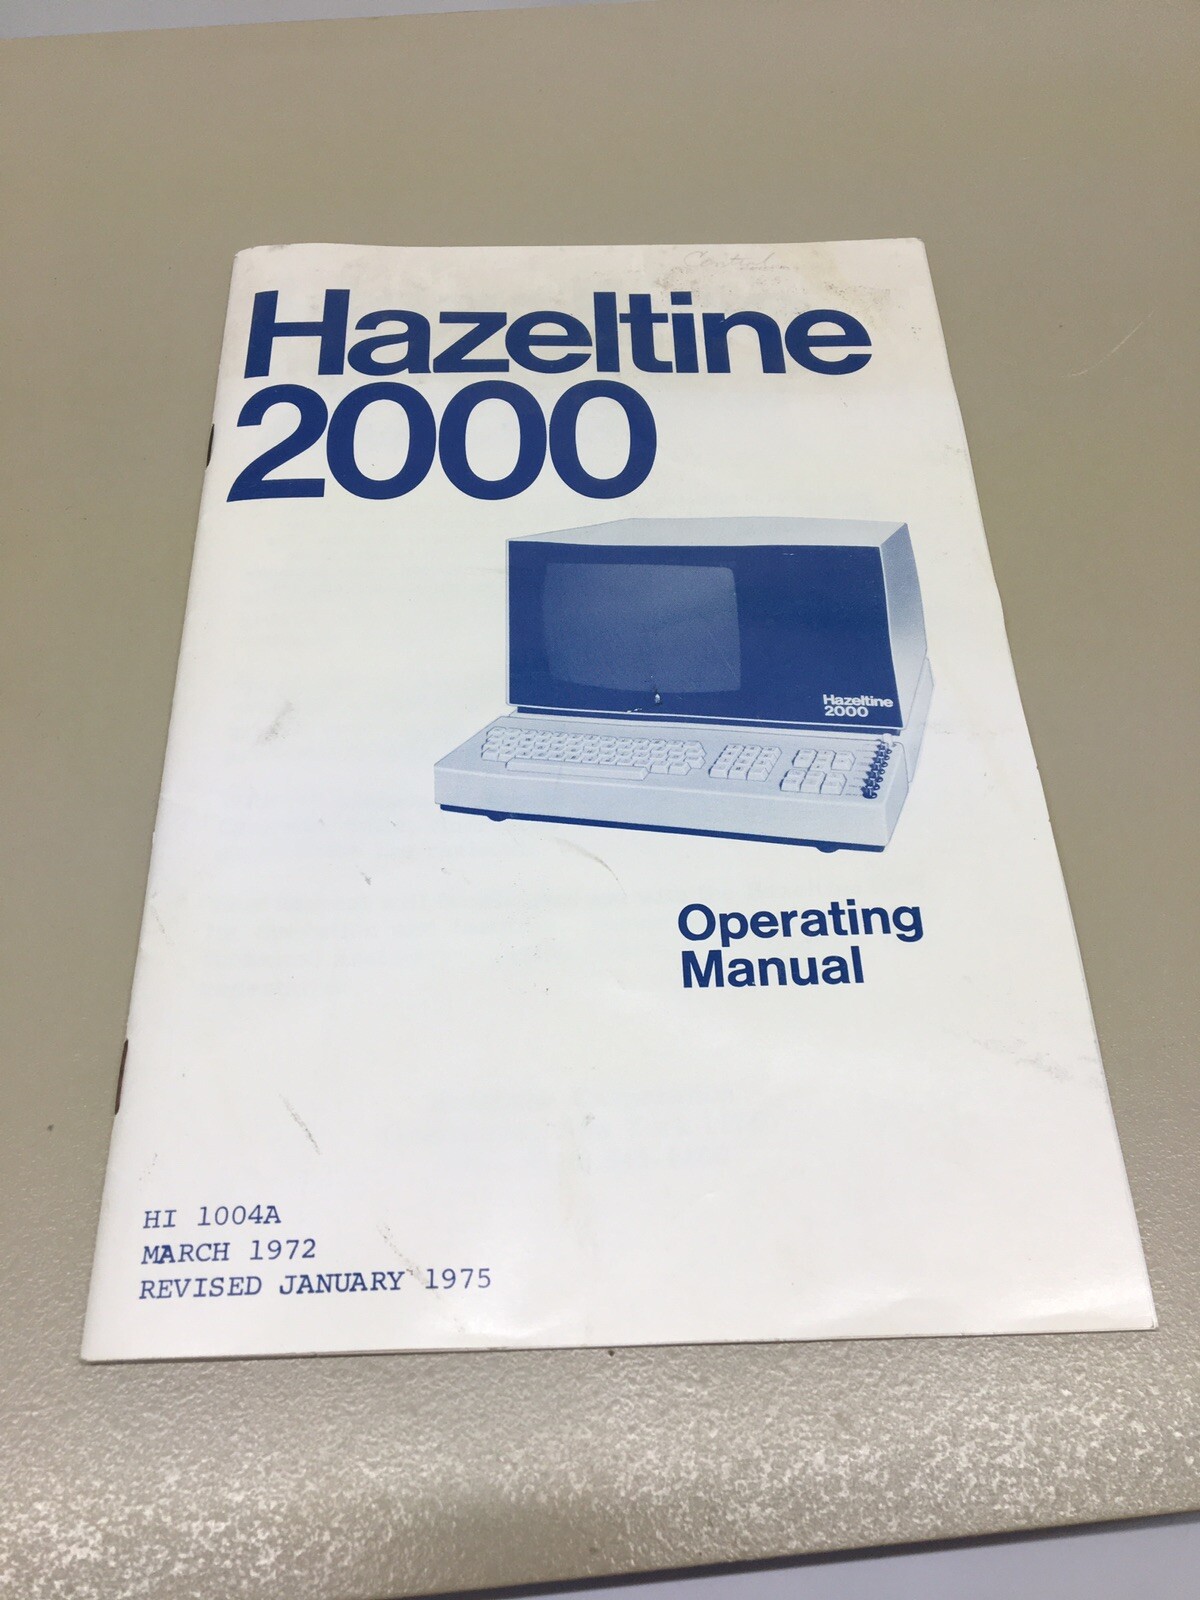 Hazeltine
2000
Hazeltine
2000
Operating
Manual
HI 1004A
MARCH 1972
REVISED JANUARY 1975